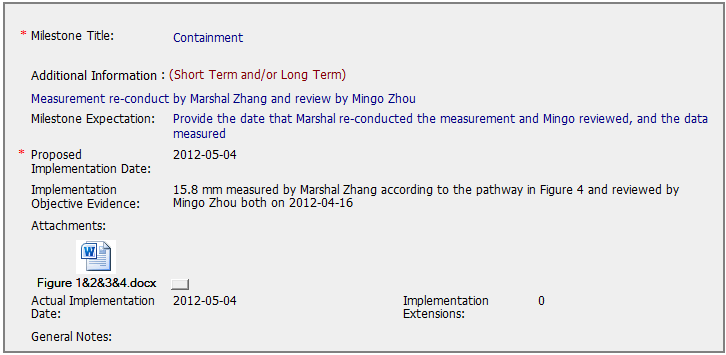 * Milestone Title: Containment
Additional Information : (Short Term and/or Long Term)
Measurement re-conduct by Marshal Zhang and review by Mingo Zhou
Milestone Expectation: Provide the date that Marshal re-conducted the measurement and Mingo reviewed, and the data
measured
* Proposed 2012-05-04
Implementation Date:
Implementation 15.8 mm measured by Marshal Zhang according to the pathway in Figure 4 and reviewed by
Objective Evidence: Mingo Zhou both on 2012-04-16
Attachments:
W
Figure 1&2&3&4.docx
Actual Implementation 2012-05-04 Implementation 0
Date: Extensions:
General Notes: